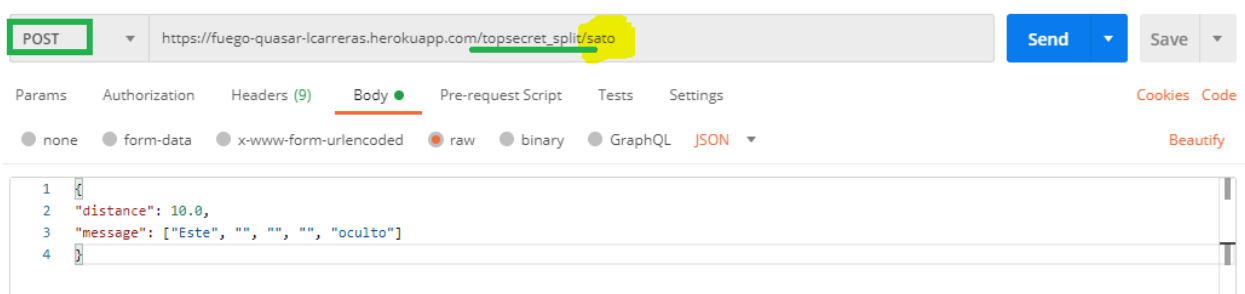 POST https://fuego-quasar-lcarreras.herokuapp.com/topsecret_split/sato Send Save
Params Authorization Headers (9) Body Pre-request Script Tests Settings Cookies Code
none form-data x-www-form-urlencoded raw binary GraphQL JSON Beautify
1 {
2 "distance": 10.0,
3 "message": ["Este", "", "", "", "oculto"]
4 }